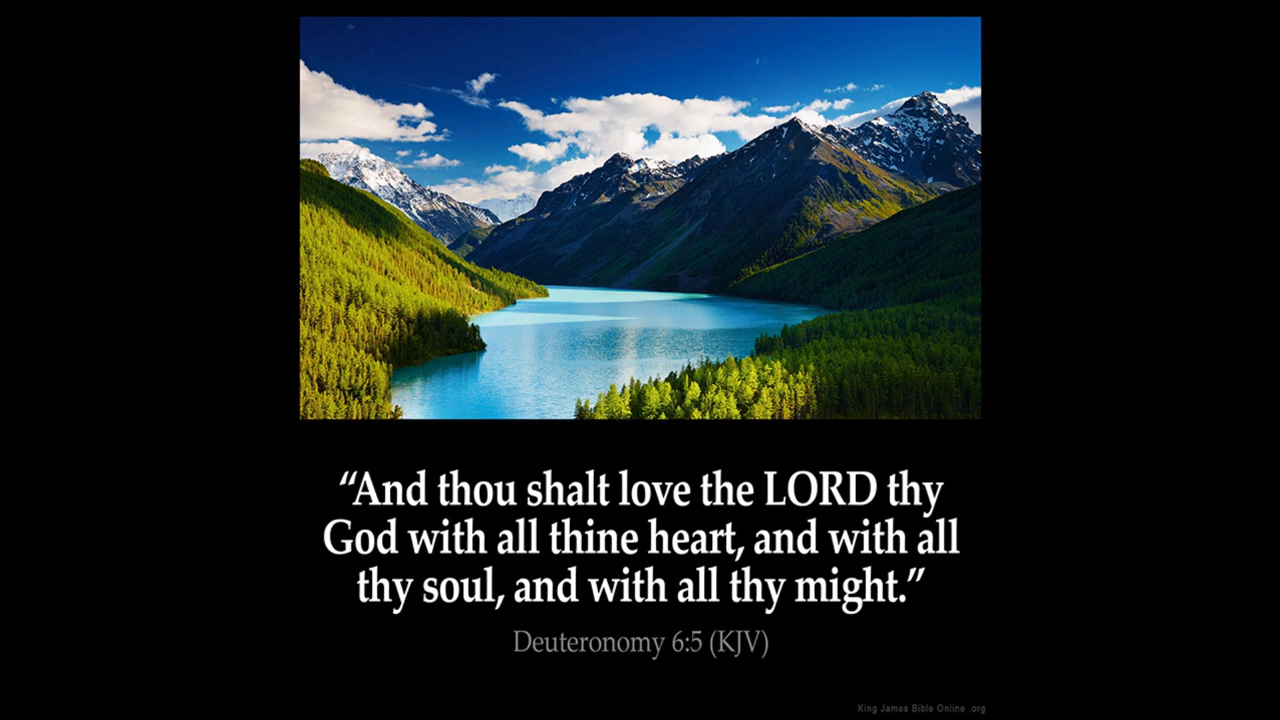 “And thou shalt love the LORD thy
God with all thine heart, and with all
thy soul, and with all thy might.”
Deuteronomy 6:5 (KJV)
King James Bible Online .org